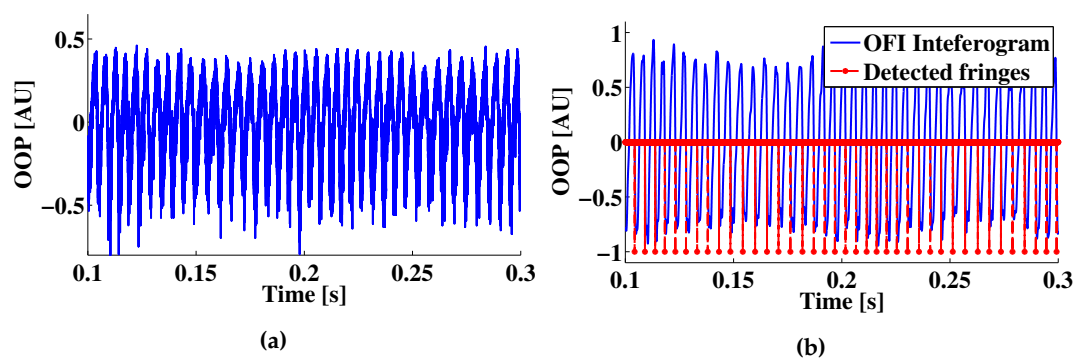 OOP [AU]
0.5
0
−0.5
0.1
0.15
0.2
0.25
0.3
Time [s]
(a)
OOP [AU]
1
0.5
0
−0.5
−1
OFI Inteferogram
Detected fringes
0.1
0.15
0.2
0.25
0.3
Time [s]
(b)